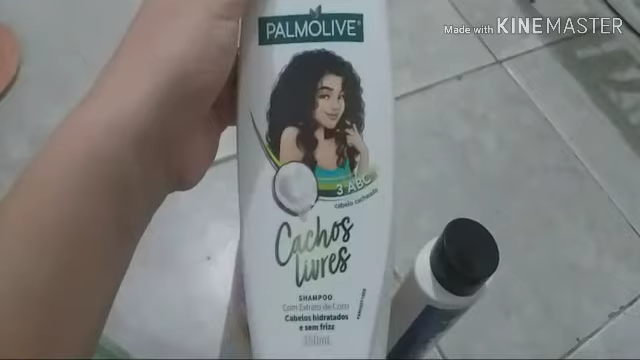 Made with KINEMASTER
PALMOLIVE
3 ABC
cabelo cacheado
Cachos
livres
SHAMPOO
Com Extrato de Coco
Cabelos hidratados
e sem frizz
350mL